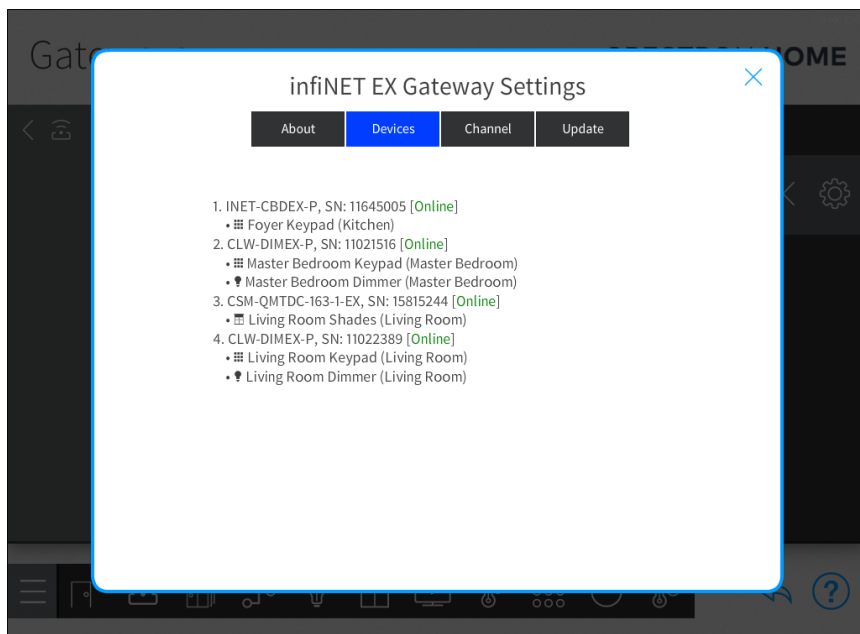 Gat
OME
infiNET EX Gateway Settings
About Devices Channel Update
1. INET-CBDEX-P, SN: 11645005 [Online]
• Foyer Keypad (Kitchen)
2. CLW-DIMEX-P, SN: 11021516 [Online]
• Master Bedroom Keypad (Master Bedroom)
• Master Bedroom Dimmer (Master Bedroom)
3. CSM-QMTDC-163-1-EX, SN: 15815244 [Online]
• Living Room Shades (Living Room)
4. CLW-DIMEX-P, SN: 11022389 [Online]
• Living Room Keypad (Living Room)
• Living Room Dimmer (Living Room)
?